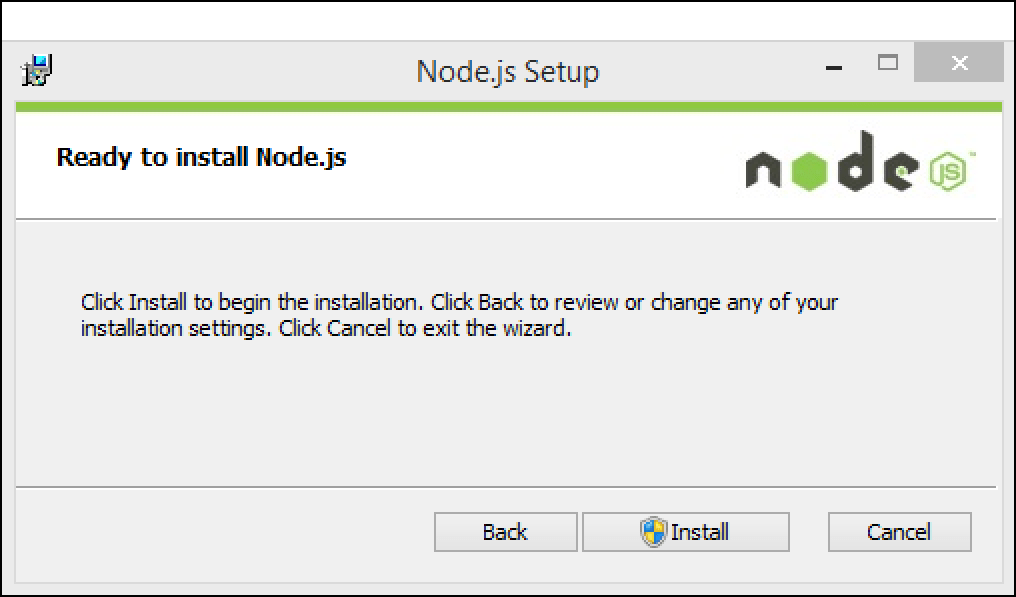 Node.js Setup
Ready to install Node.js
node JS™
Click Install to begin the installation. Click Back to review or change any of your
installation settings. Click Cancel to exit the wizard.
Back Install Cancel